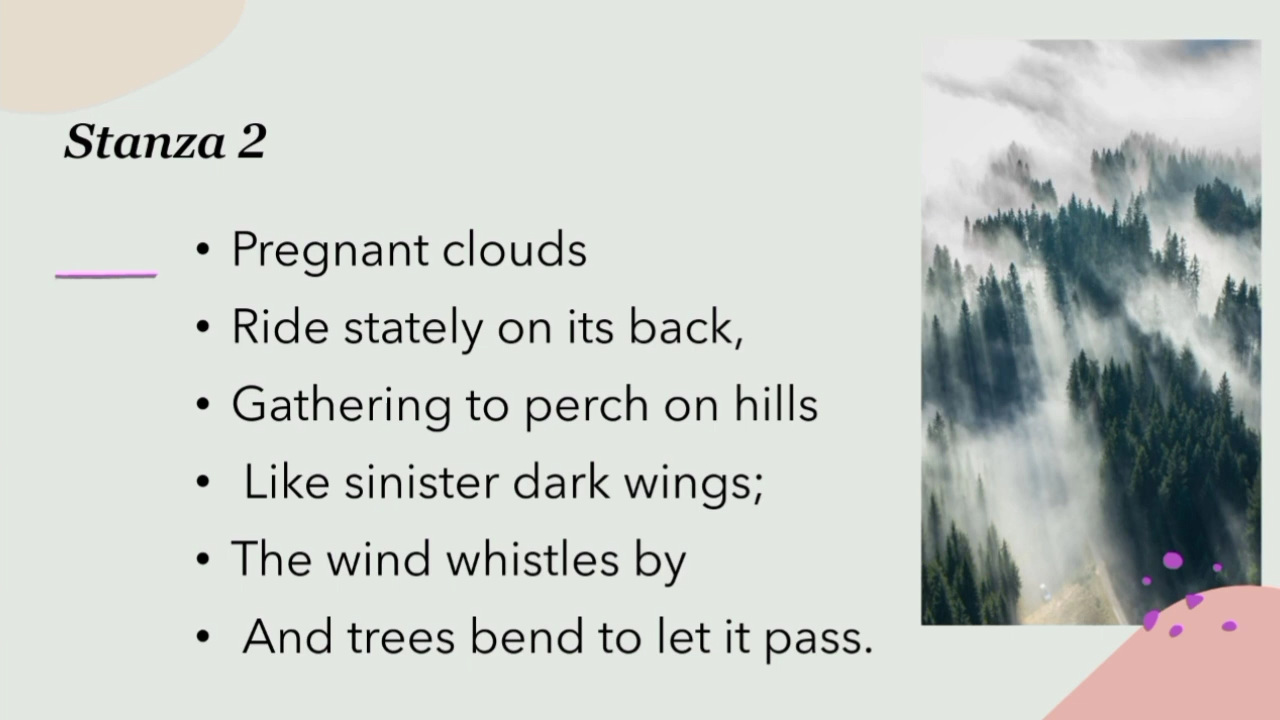 Stanza 2
• Pregnant clouds
• Ride stately on its back,
• Gathering to perch on hills
• Like sinister dark wings;
• The wind whistles by
• And trees bend to let it pass.